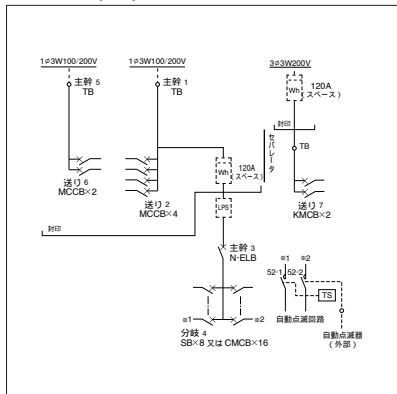 1φ3W100/200V
1φ3W100/200V
3φ3W200V
主幹 5
TB
主幹 1
TB
Wh
120A
(スペース)
セパレータ
封印
TB
送り 6
MCCB×2
送り 2
MCCB×4
Wh
120A
(スペース)
送り 7
KMCB×2
封印
LPS
主幹 3
N-ELB
※1
※2
52-1
52-2
TS
※1
※2
自動点滅回路
分岐 4
SB×8 又は CMCB×16
自動点滅器
(外部)